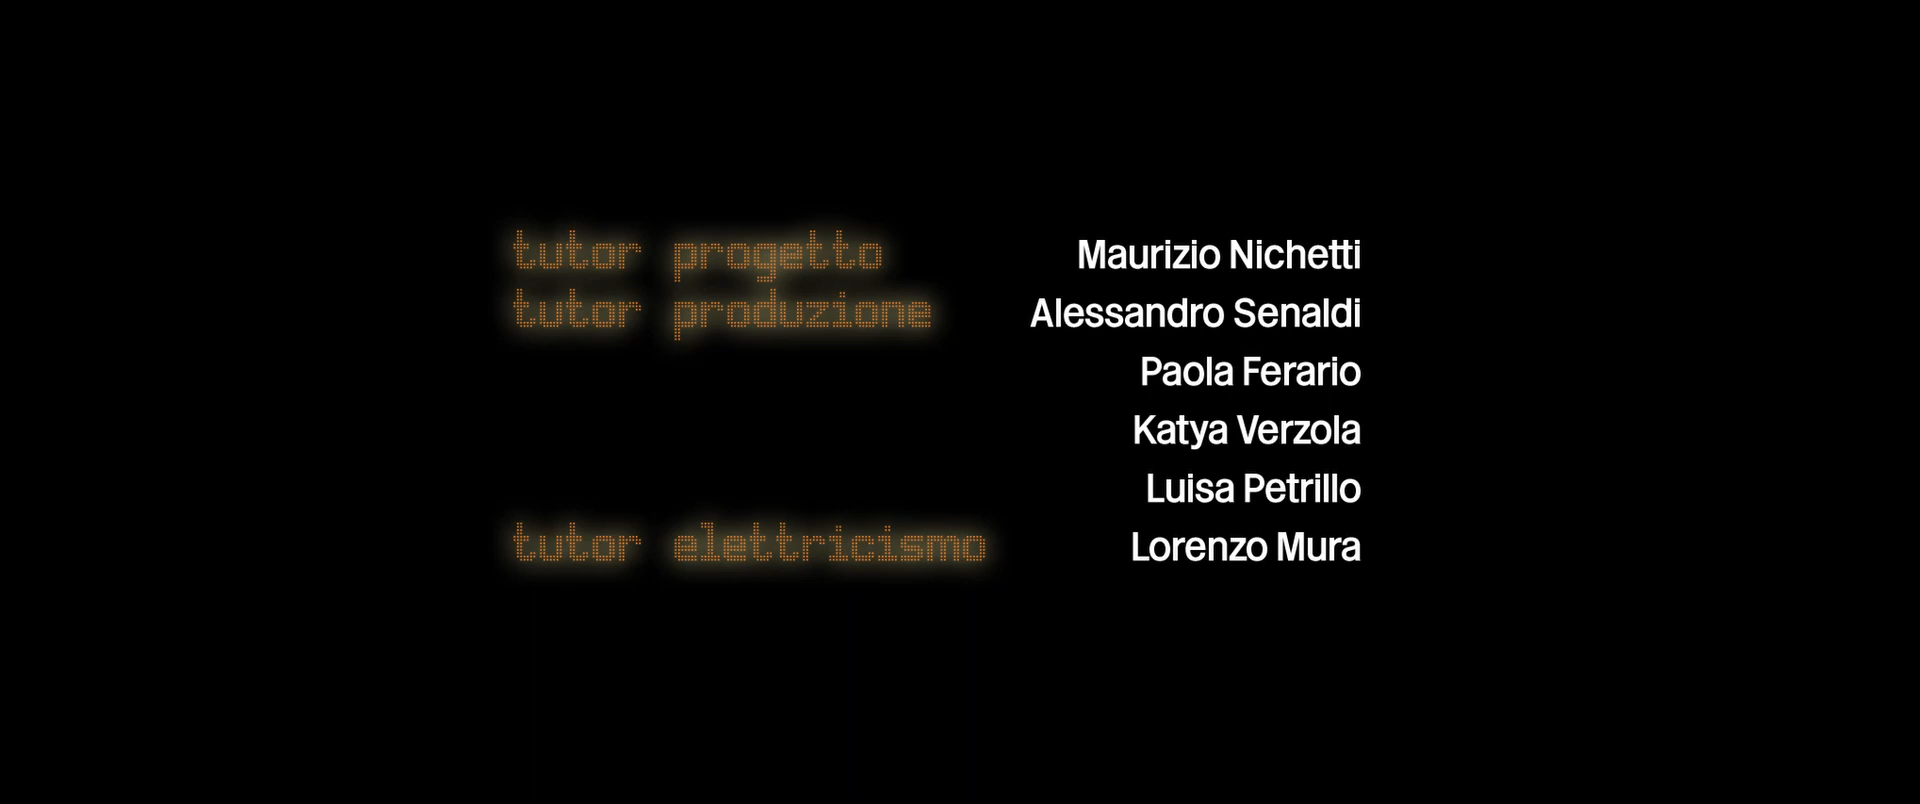 tutor progetto Maurizio Nichetti
tutor produzione Alessandro Senaldi
Paola Ferario
Katya Verzola
Luisa Petrillo
tutor elettricismo Lorenzo Mura